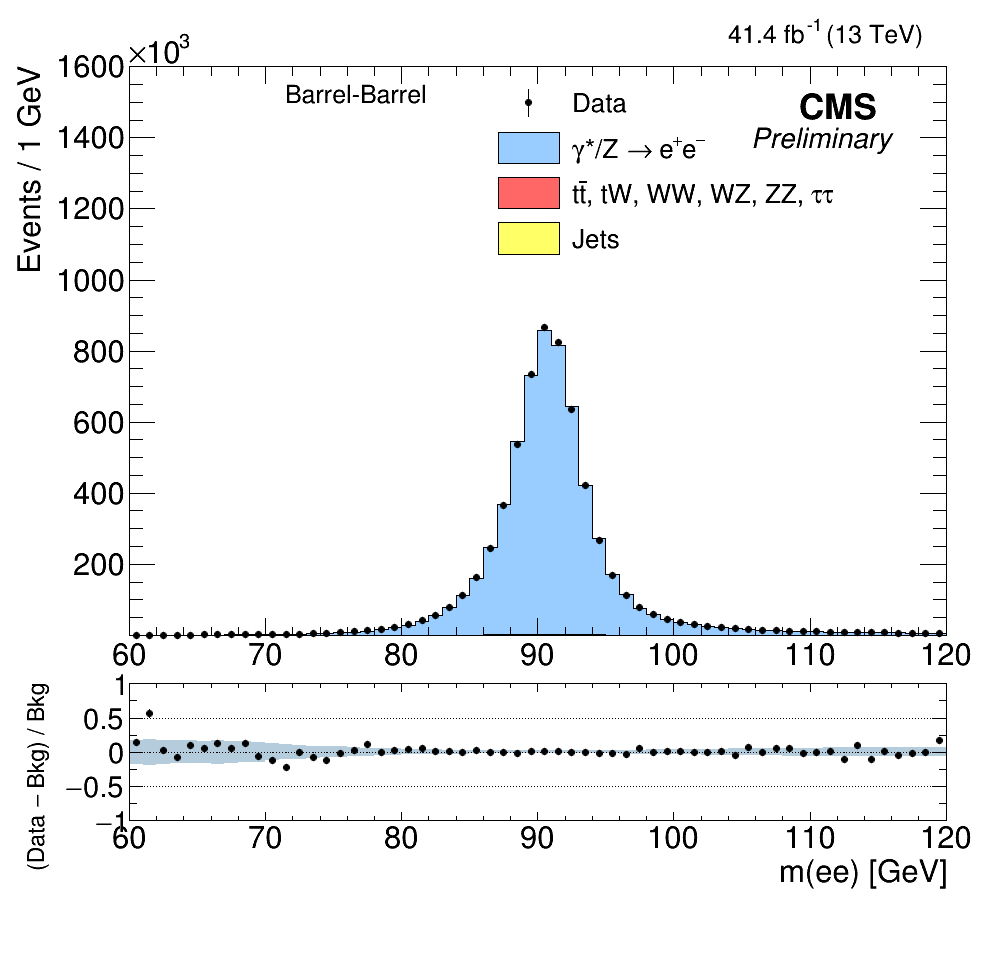 41.4 fb⁻¹ (13 TeV)
×10³
Events / 1 GeV
1600
1400
1200
1000
800
600
400
200
Barrel-Barrel
CMS
Preliminary
Data
γ*/Z → e⁺e⁻
tt̄, tW, WW, WZ, ZZ, ττ
Jets
60 70 80 90 100 110 120
(Data − Bkg) / Bkg
1
0.5
0
−0.5
−1
60 70 80 90 100 110 120
m(ee) [GeV]